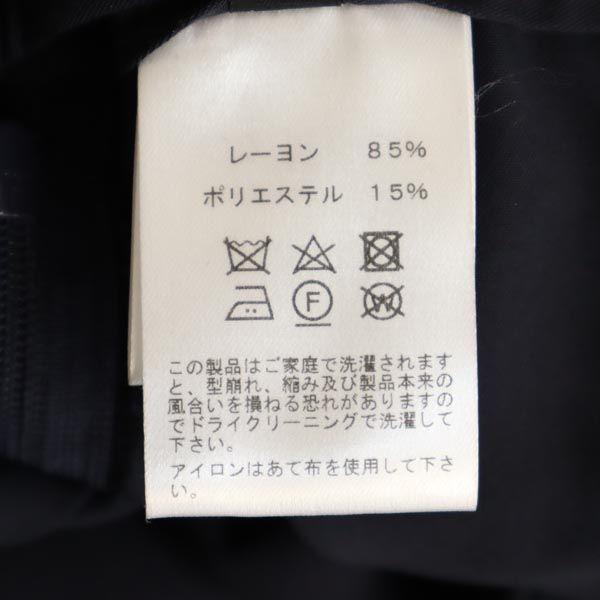 レーヨン 85%
ポリエステル 15%
F W
この製品はご家庭で洗濯されます
と、型崩れ、縮み及び製品本来の
風合いを損ねる恐れがありますの
でドライクリーニングで洗濯して
下さい。
アイロンはあて布を使用して下さ
い。